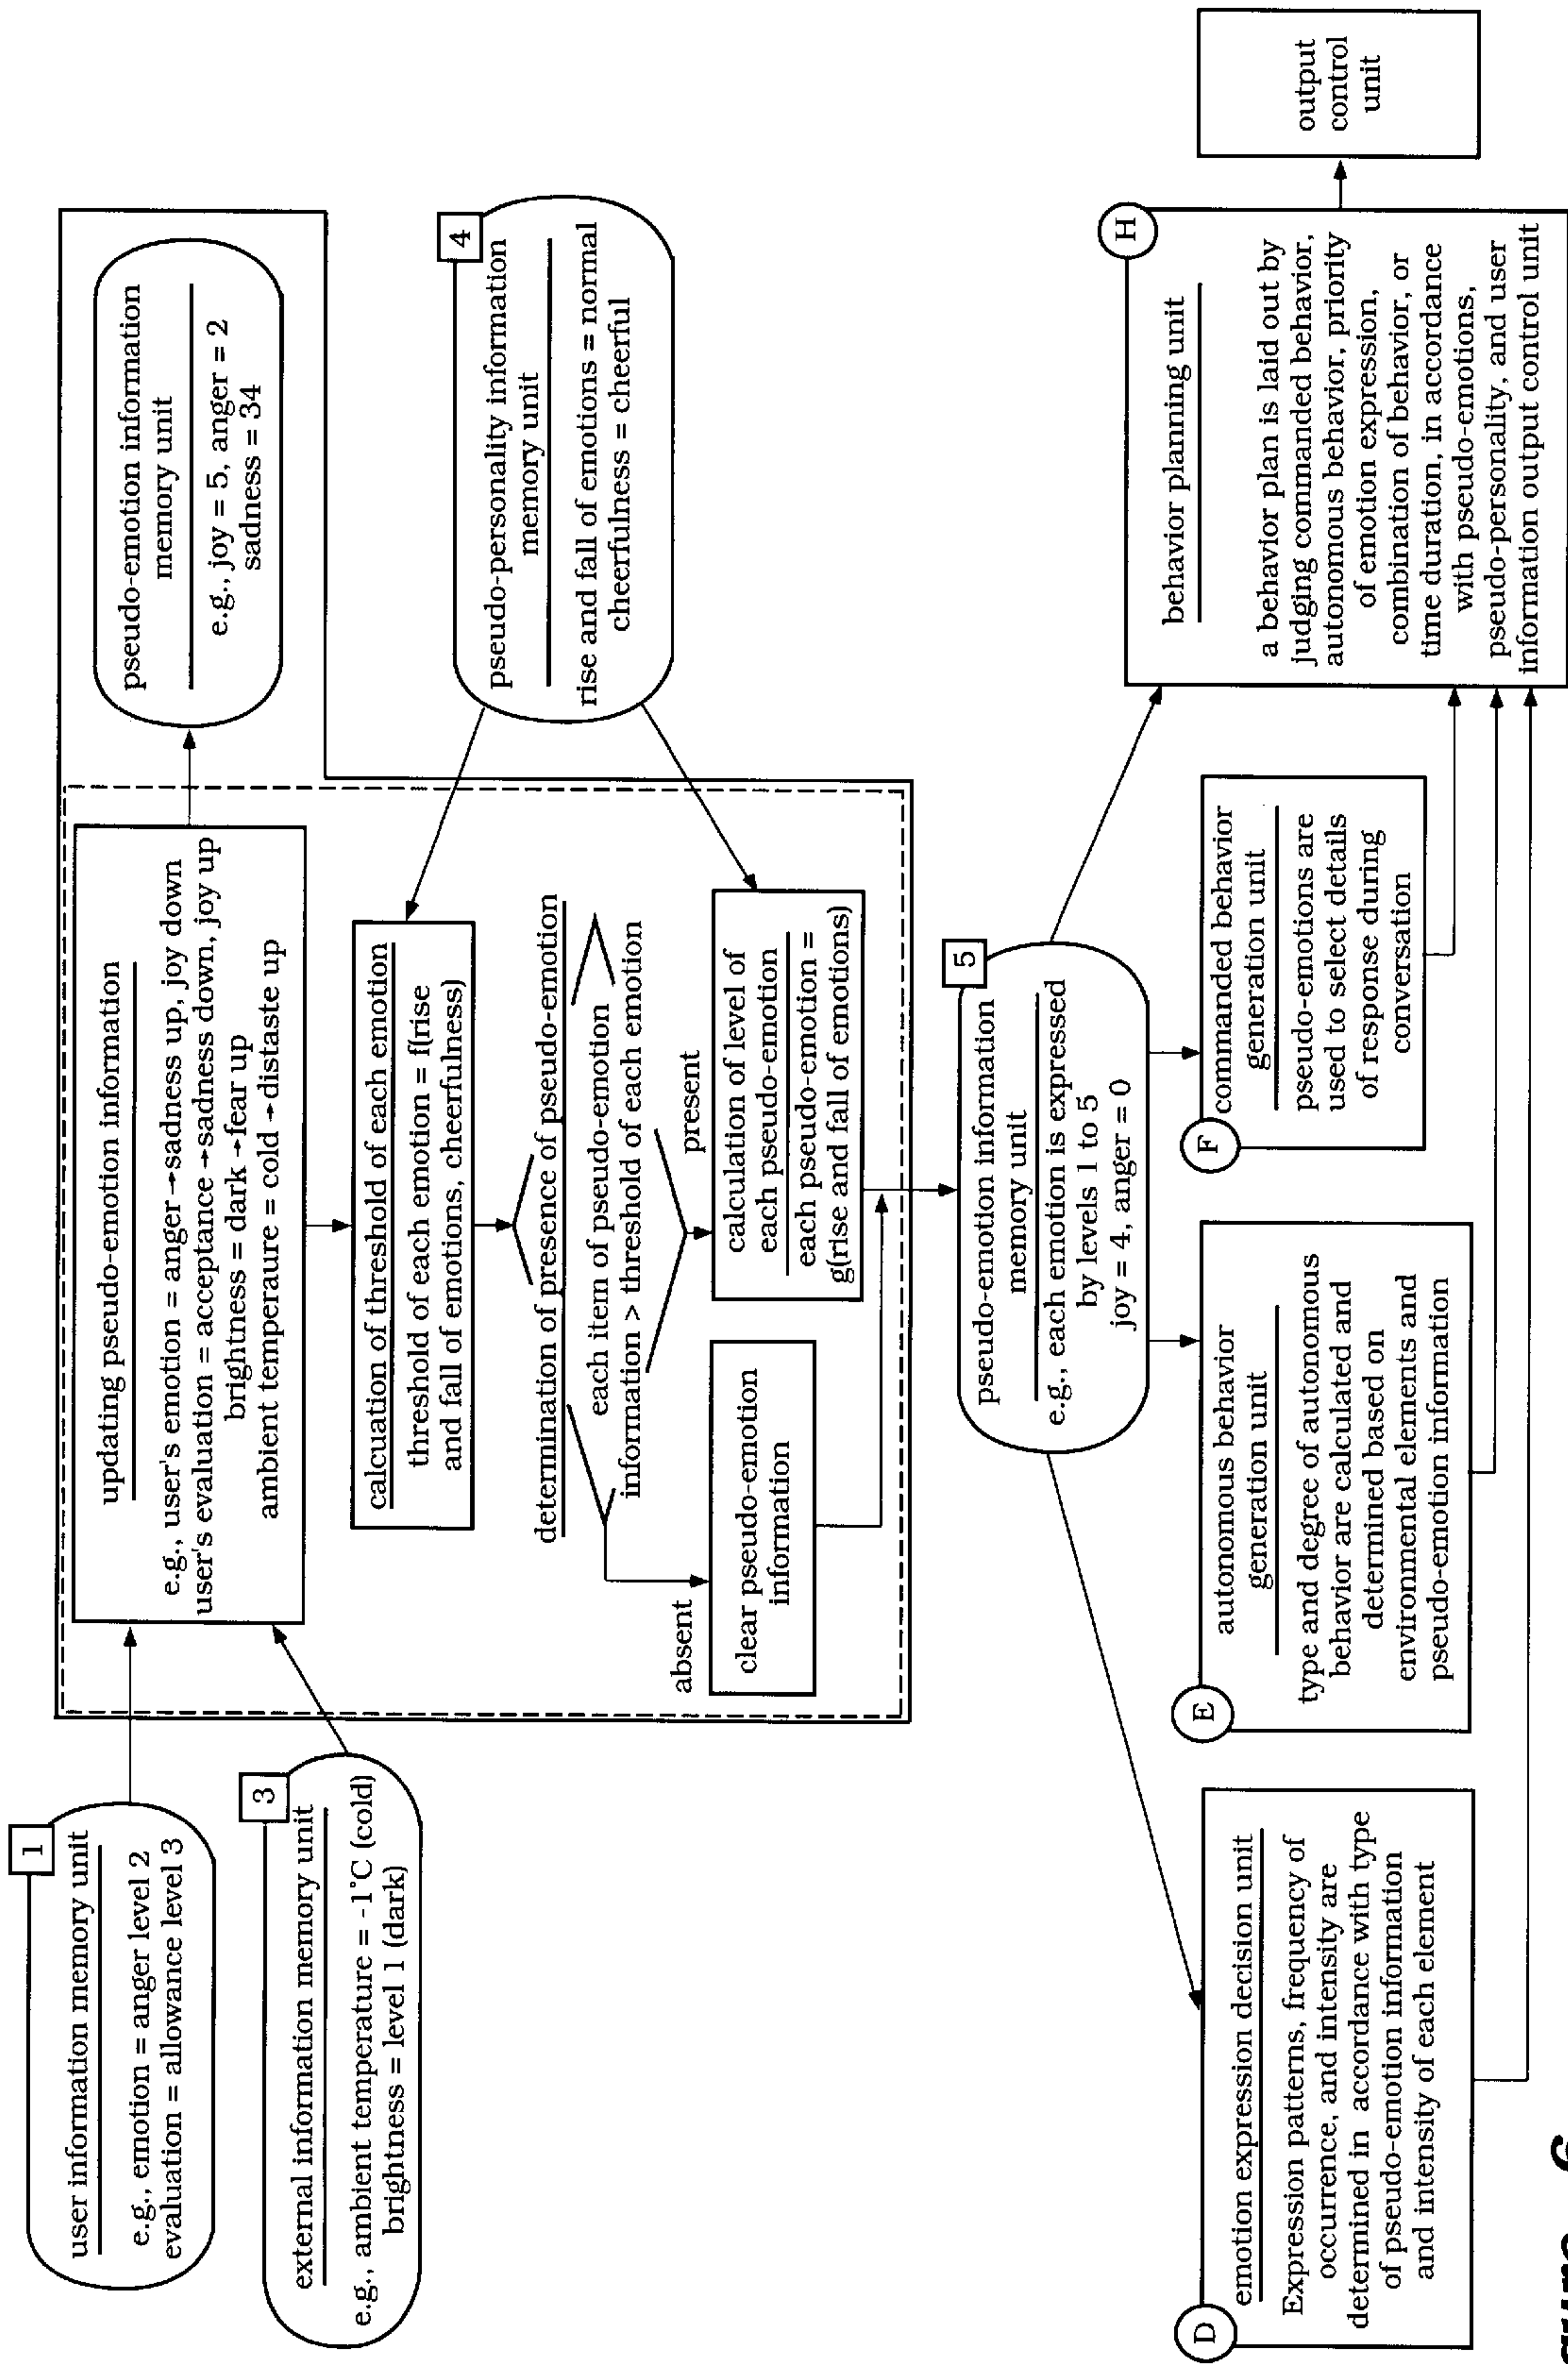 1
user information memory unit
e.g., emotion = anger level 2
evaluation = allowance level 3
3
external information memory unit
e.g., ambient temperature = -1°C (cold)
brightness = level 1 (dark)
updating pseudo-emotion information
e.g., user's emotion = anger→sadness up, joy down
user's evaluation = acceptance→sadness down, joy up
brightness = dark→fear up
ambient temperaure = cold→distaste up
pseudo-emotion information
memory unit
e.g., joy = 5, anger = 2
sadness = 34
4
pseudo-personality information
memory unit
rise and fall of emotions = normal
cheerfulness = cheerful
calcuation of threshold of each emotion
threshold of each emotion = f(rise
and fall of emotions, cheerfulness)
determination of presence of pseudo-emotion
each item of pseudo-emotion
information > threshold of each emotion
absent
present
clear pseudo-emotion
information
calculation of level of
each pseudo-emotion
each pseudo-emotion =
g(rise and fall of emotions)
5
pseudo-emotion information
memory unit
e.g., each emotion is expressed
by levels 1 to 5
joy = 4, anger = 0
D
emotion expression decision unit
Expression patterns, frequency of
occurrence, and intensity are
determined in accordance with type
of pseudo-emotion information
and intensity of each element
E
autonomous behavior
generation unit
type and degree of autonomous
behavior are calculated and
determined based on
environmental elements and
pseudo-emotion information
F
commanded behavior
generation unit
pseudo-emotions are
used to select details
of response during
conversation
H
behavior planning unit
a behavior plan is laid out by
judging commanded behavior,
autonomous behavior, priority
of emotion expression,
combination of behavior, or
time duration, in accordance
with pseudo-emotions,
pseudo-personality, and user
information output control unit
output
control
unit